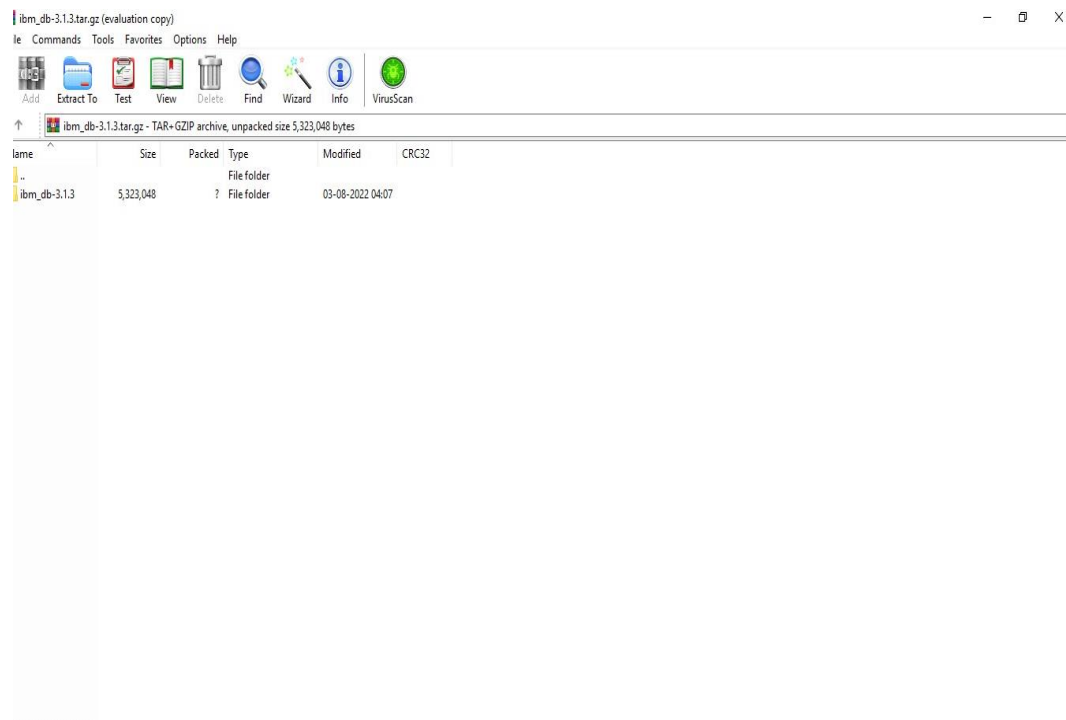 ibm_db-3.1.3.tar.gz (evaluation copy)
le Commands Tools Favorites Options Help
Add Extract To Test View Delete Find Wizard Info VirusScan
ibm_db-3.1.3.tar.gz - TAR+GZIP archive, unpacked size 5,323,048 bytes
lame Size Packed Type Modified CRC32
.. File folder
ibm_db-3.1.3 5,323,048 ? File folder 03-08-2022 04:07